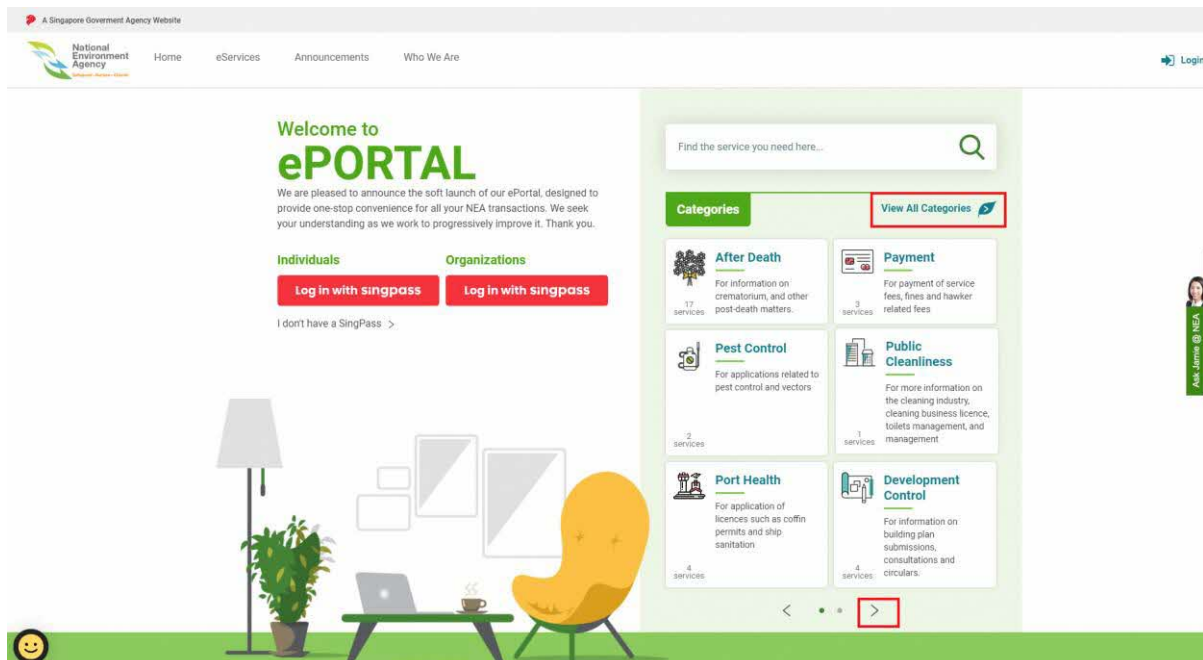 A Singapore Goverment Agency Website
National
Environment
Agency
Home
eServices
Announcements
Who We Are
Login
Welcome to
ePORTAL
We are pleased to announce the soft launch of our ePortal, designed to
provide one-stop convenience for all your NEA transactions. We seek
your understanding as we work to progressively improve it. Thank you.
Individuals
Organizations
Log in with singpass
Log in with singpass
I don't have a SingPass >
Find the service you need here...
Categories
View All Categories
After Death
For information on
crematorium, and other
post-death matters.
17
services
Payment
For payment of service
fees, fines and hawker
related fees
3
services
Pest Control
For applications related to
pest control and vectors
2
services
Public
Cleanliness
For more information on
the cleaning industry,
cleaning business licence,
toilets management, and
management
1
services
Port Health
For application of
licences such as coffin
permits and ship
sanitation
4
services
Development
Control
For information on
building plan
submissions,
consultations and
circulars.
4
services
Ask Jamie @ NEA